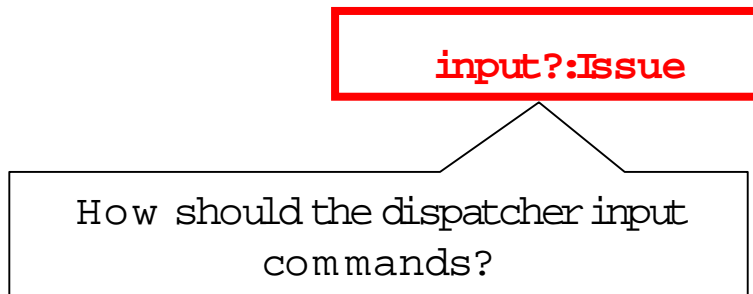 input?:Issue
How should the dispatcher input
commands?